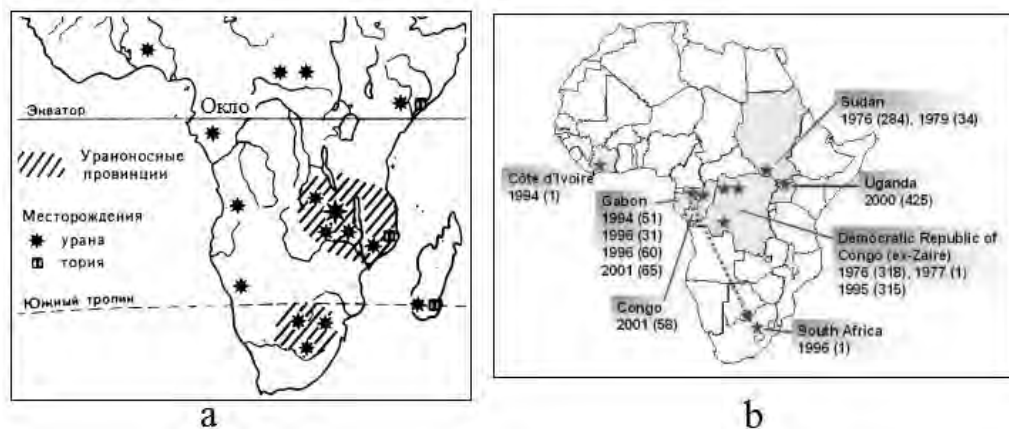 Окло
Экватор
Ураноносные
провинции
Месторождения
урана
тория
Южный тропик
a
Sudan
1976 (284), 1979 (34)
Côte d'Ivoire
1994 (1)
Gabon
1994 (51)
1996 (31)
1996 (60)
2001 (65)
Uganda
2000 (425)
Democratic Republic of
Congo (ex-Zaire)
1976 (318), 1977 (1)
1995 (315)
Congo
2001 (58)
South Africa
1996 (1)
b